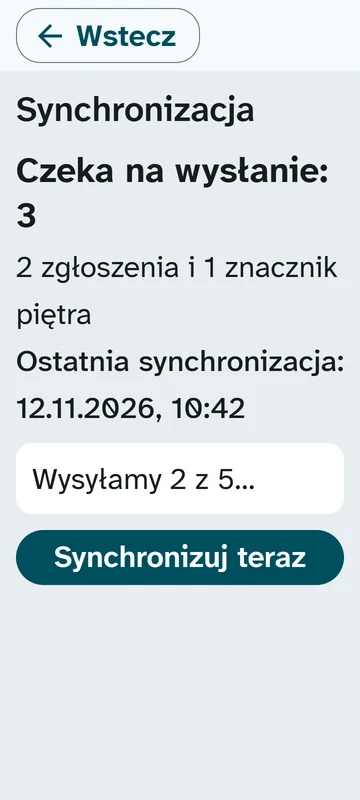 Wstecz
Synchronizacja
Czeka na wysłanie:
3
2 zgłoszenia i 1 znacznik
piętra
Ostatnia synchronizacja:
12.11.2026, 10:42
Wysyłamy 2 z 5...
Synchronizuj teraz